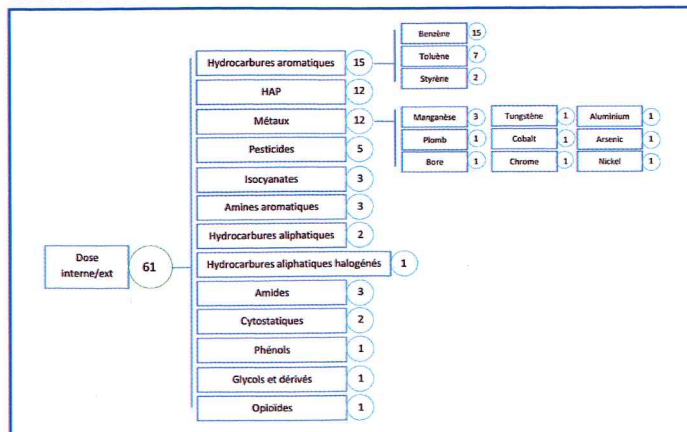 Dose
interne/ext
61
Hydrocarbures aromatiques 15
Benzène 15
Toluène 7
Styrène 2
HAP 12
Métaux 12
Manganèse 3 Tungstène 1 Aluminium 1
Plomb 1 Cobalt 1 Arsenic 1
Bore 1 Chrome 1 Nickel 1
Pesticides 5
Isocyanates 3
Amines aromatiques 3
Hydrocarbures aliphatiques 2
Hydrocarbures aliphatiques halogénés 1
Amides 3
Cytostatiques 2
Phénols 1
Glycols et dérivés 1
Opioïdes 1